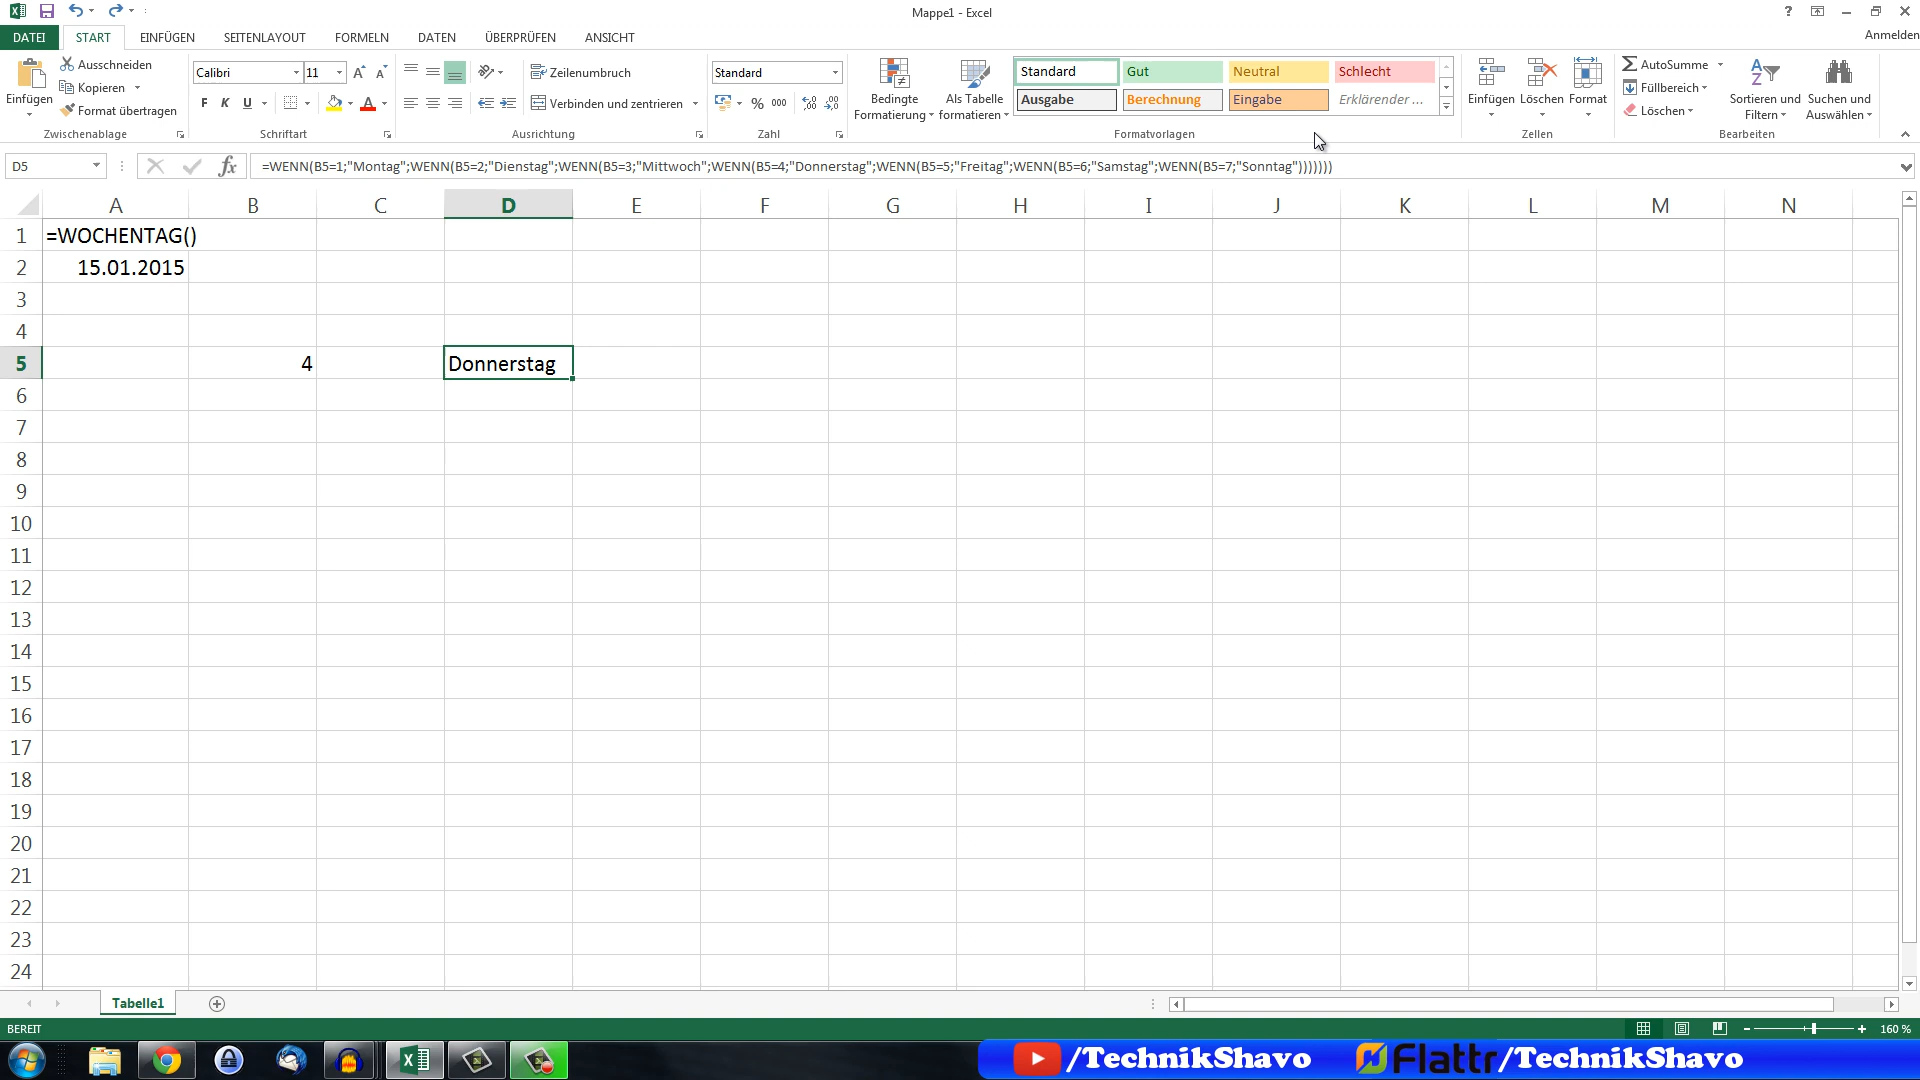 Mappe1 - Excel
?
Anmelden
DATEI START EINFÜGEN SEITENLAYOUT FORMELN DATEN ÜBERPRÜFEN ANSICHT
Einfügen
Ausschneiden
Kopieren
Format übertragen
Zwischenablage
Calibri 11
F K U
Schriftart
Zeilenumbruch
Verbinden und zentrieren
Ausrichtung
Standard
% 000
Zahl
Bedingte Formatierung
Als Tabelle formatieren
Standard Gut Neutral Schlecht
Ausgabe Berechnung Eingabe Erklärender ...
Formatvorlagen
Einfügen Löschen Format
Zellen
AutoSumme
Füllbereich
Löschen
Sortieren und Filtern
Suchen und Auswählen
Bearbeiten
D5 fx =WENN(B5=1;"Montag";WENN(B5=2;"Dienstag";WENN(B5=3;"Mittwoch";WENN(B5=4;"Donnerstag";WENN(B5=5;"Freitag";WENN(B5=6;"Samstag";WENN(B5=7;"Sonntag")))))))
A B C D E F G H I J K L M N
1 =WOCHENTAG()
2 15.01.2015
3
4
5 4 Donnerstag
6
7
8
9
10
11
12
13
14
15
16
17
18
19
20
21
22
23
24
Tabelle1
BEREIT
160 %
/TechnikShavo Flattr/TechnikShavo